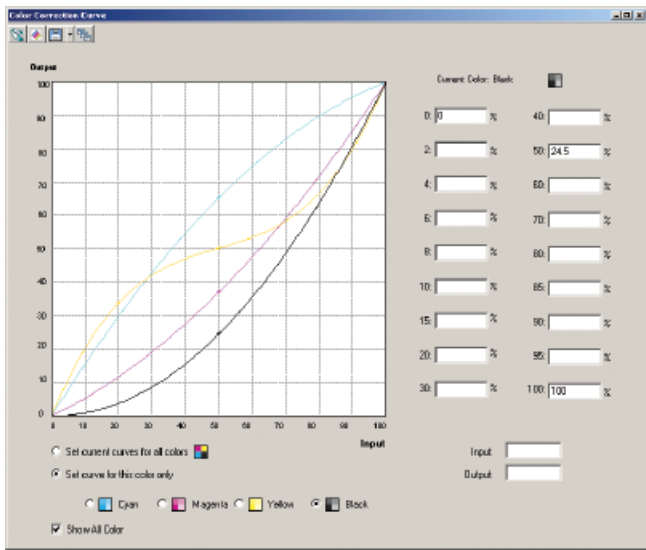 Color Correction Curve
Output
Current Color: Black
100
90
80
70
60
50
40
30
20
10
0
0 10 20 30 40 50 60 70 80 90 100
Input
0: 0 %
2: %
4: %
6: %
8: %
10: %
15: %
20: %
30: %
40: %
50: 24.5 %
60: %
70: %
80: %
85: %
90: %
95: %
100: 100 %
Set current curves for all colors
Set curve for this color only
Cyan Magenta Yellow Black
Show All Color
Input
Output